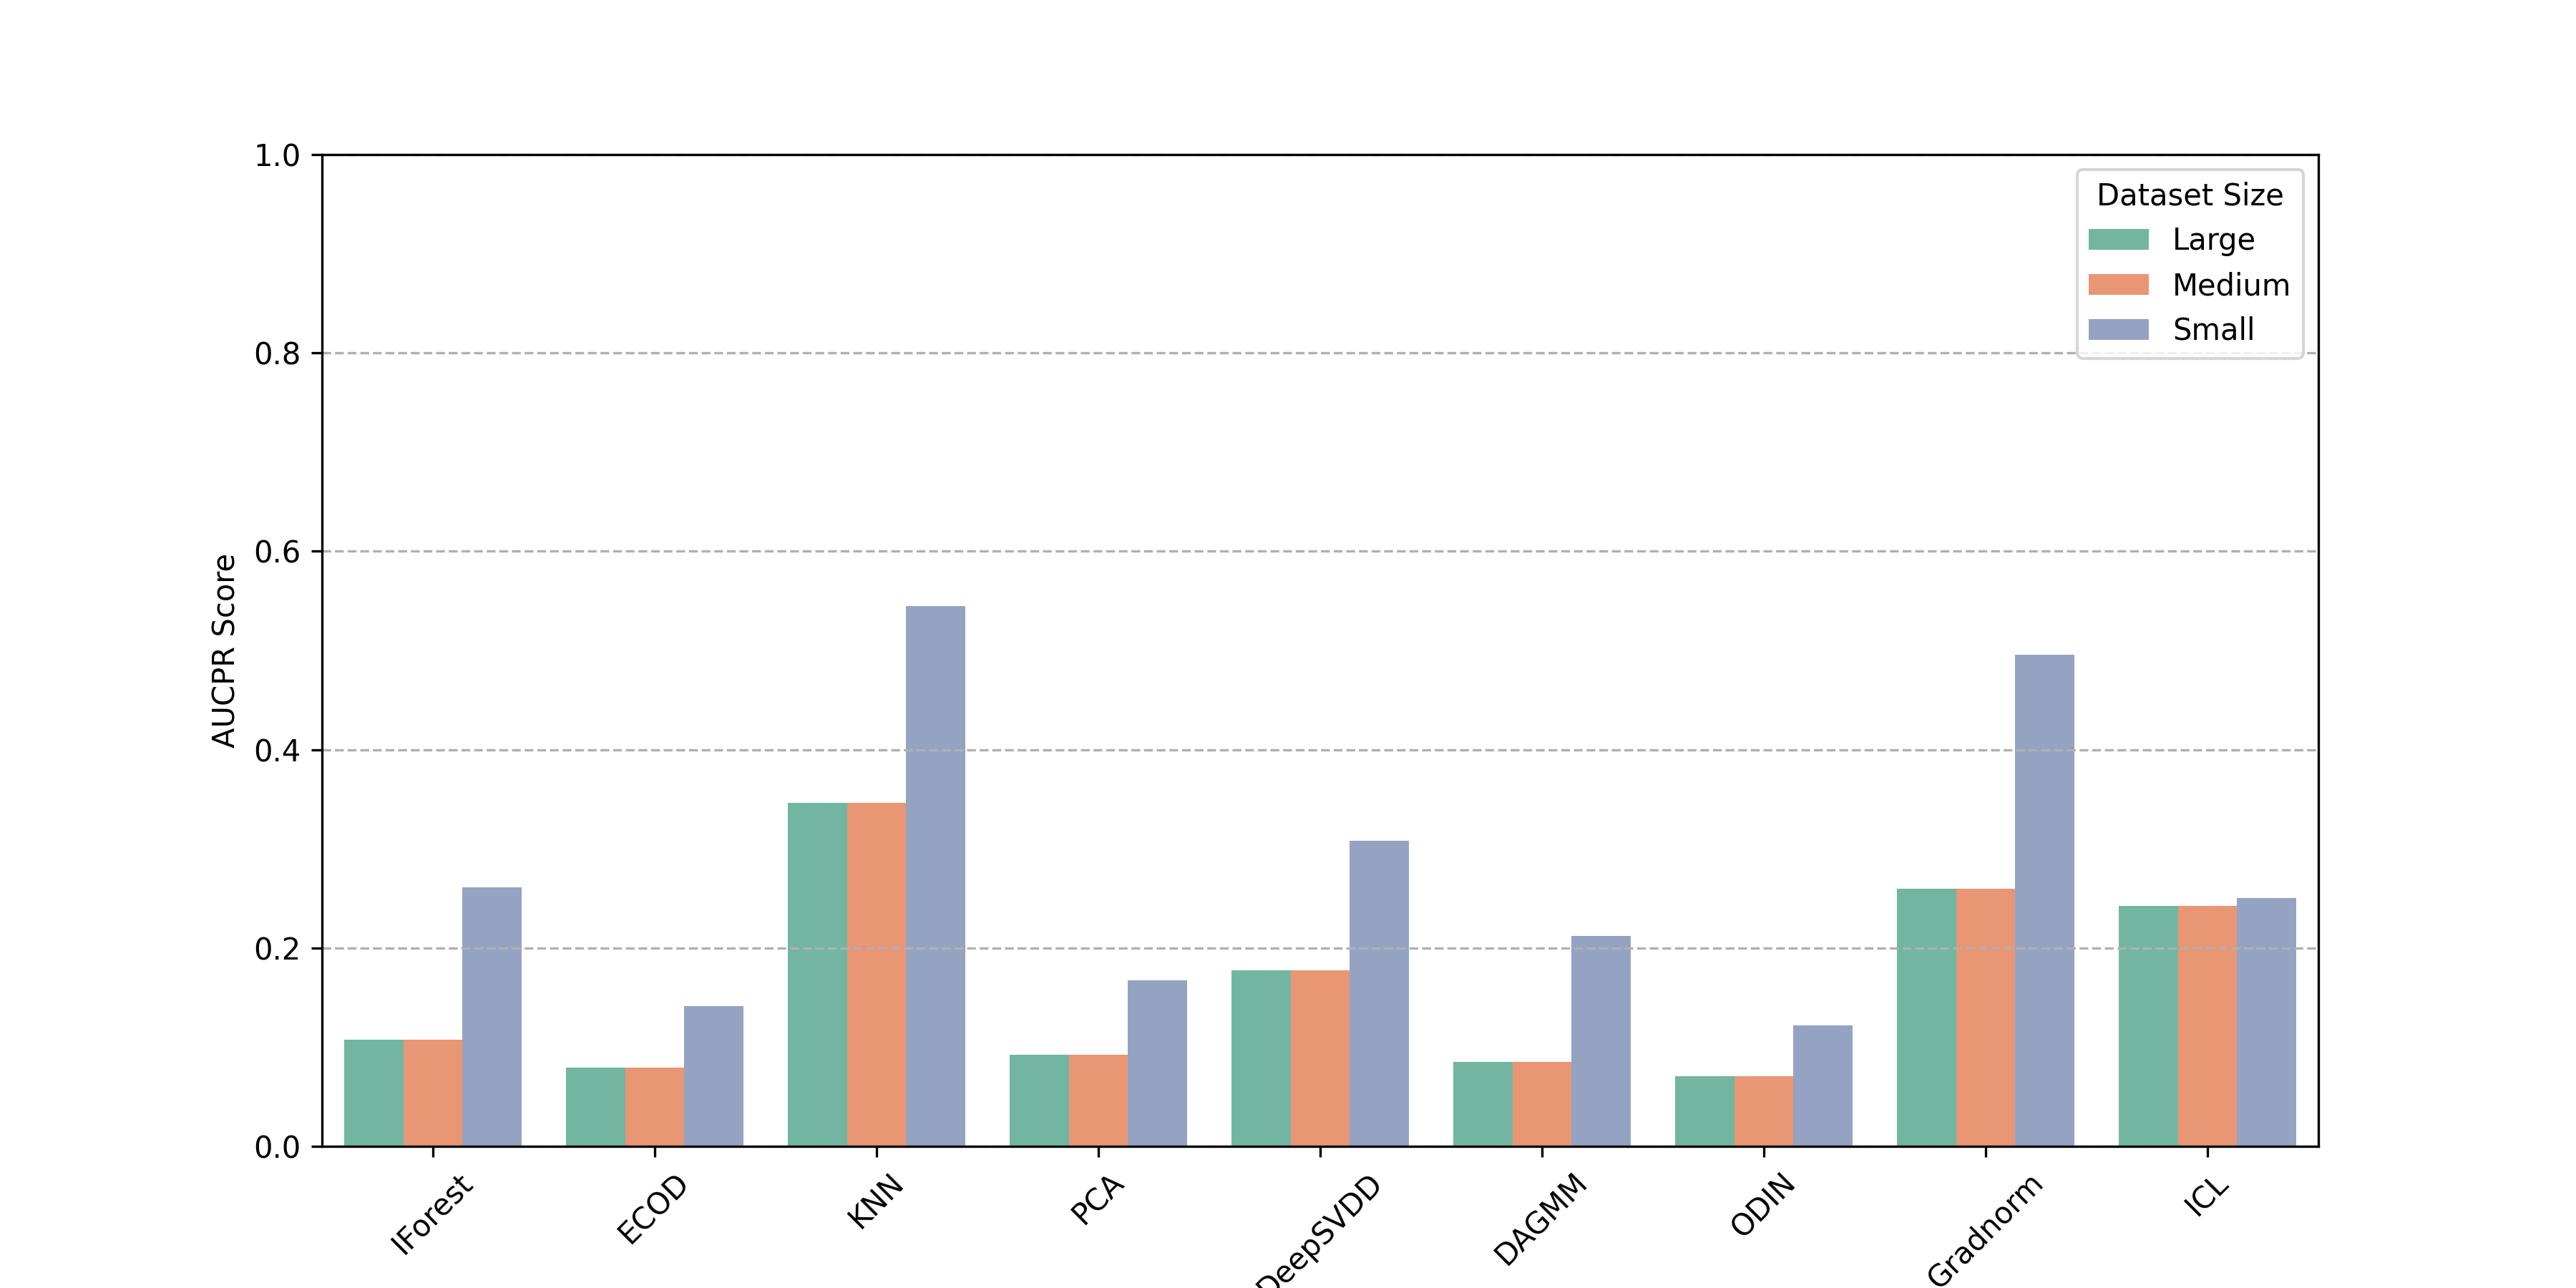 1.0
0.8
0.6
0.4
0.2
0.0
AUCPR Score
Dataset Size
Large
Medium
Small
IForest
ECOD
KNN
PCA
DeepSVDD
DAGMM
ODIN
Gradnorm
ICL